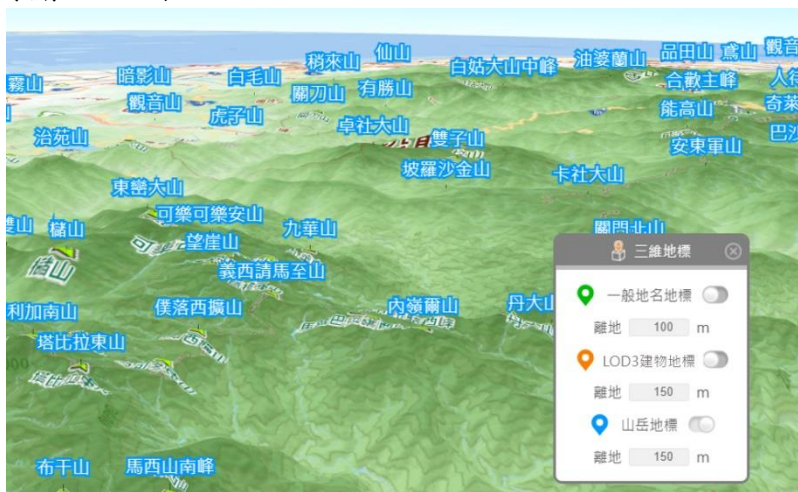 仙山
油婆蘭山
品田山
鳶山
觀音
稍來山
白姑大山中峰
暗影山
白毛山
合歡主峰
人待
霧山
關刀山
有勝山
觀音山
虎子山
能高山
奇萊
治茆山
卓社大山
雙子山
安東軍山
巴沙
坡羅沙金山
卡社大山
東巒大山
可樂可樂安山
雙山
櫧山
九華山
關門北山
望崖山
義西請馬至山
利加南山
僕落西擴山
內嶺爾山
丹大山
塔比拉東山
布干山
馬西山南峰
三維地標
一般地名地標
離地 100 m
LOD3建物地標
離地 150 m
山岳地標
離地 150 m